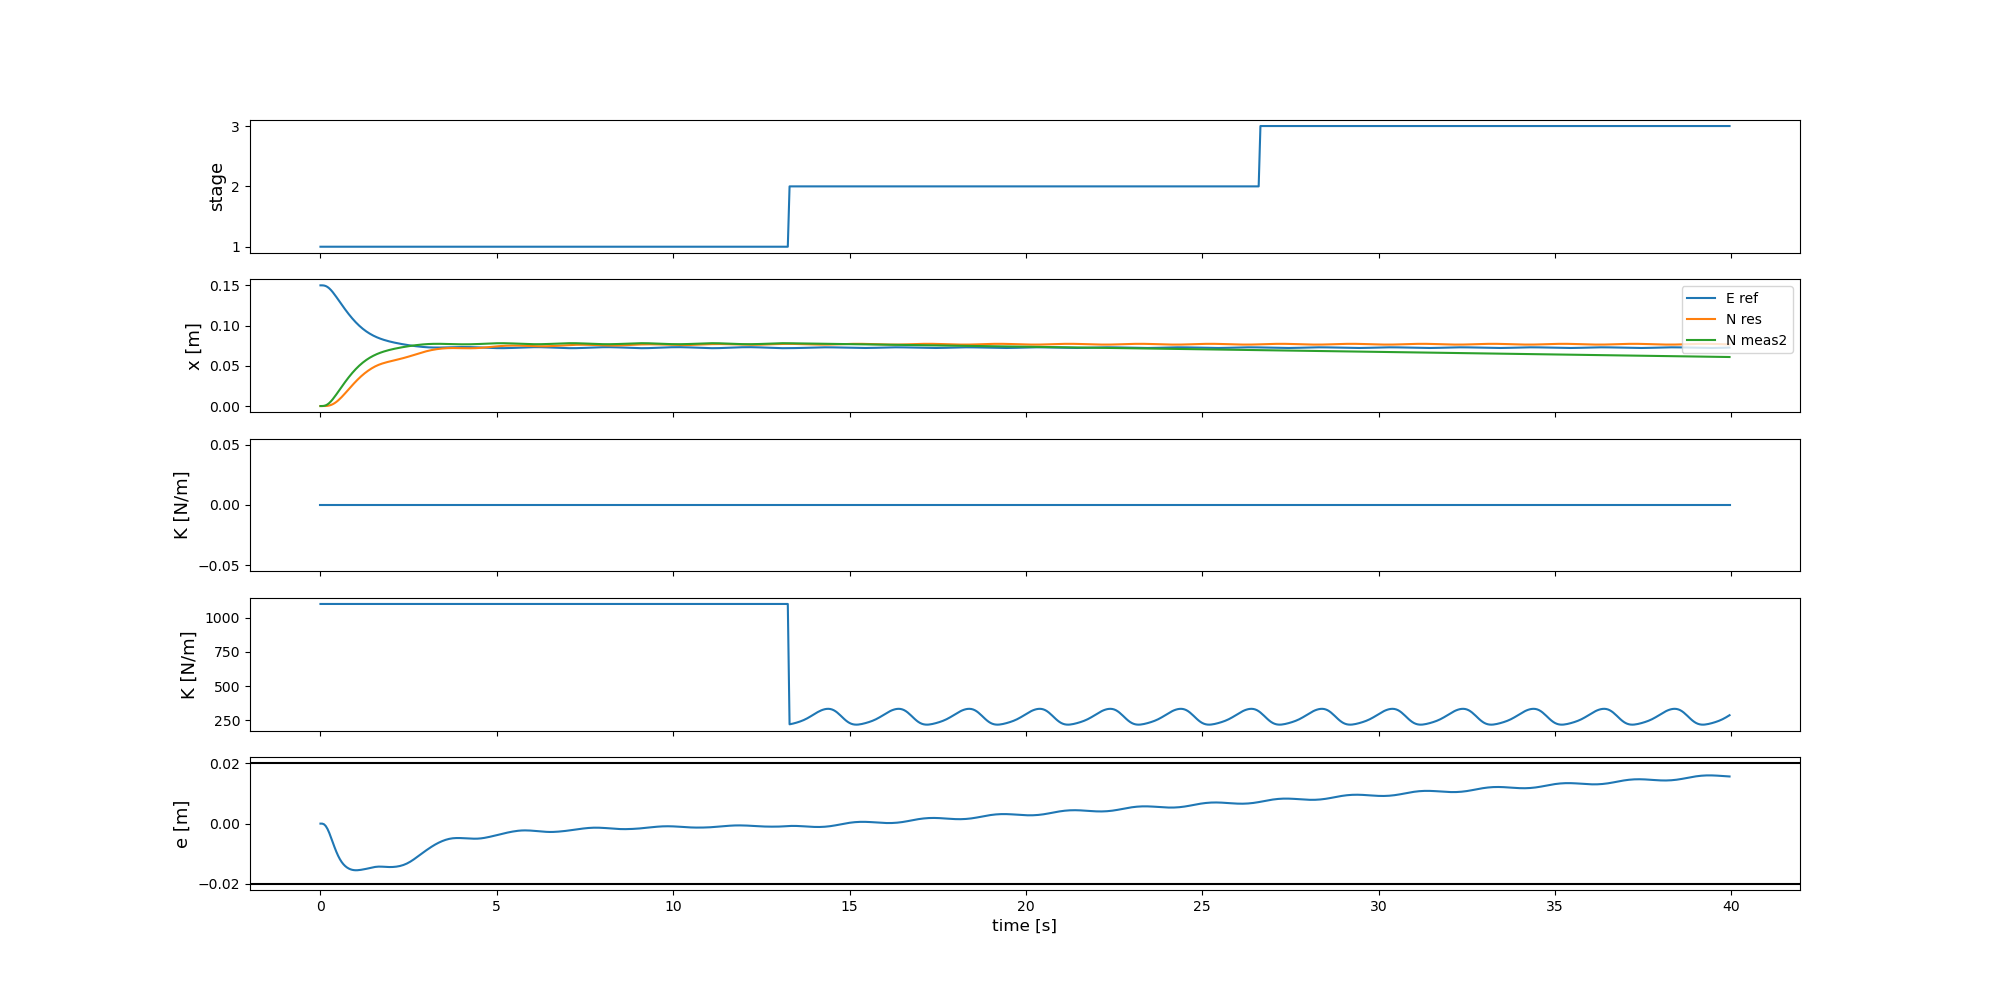 3
2
1
stage
0.15
0.10
0.05
0.00
x [m]
E ref
N res
N meas2
0.05
0.00
−0.05
K [N/m]
1000
750
500
250
K [N/m]
0.02
0.00
−0.02
e [m]
0 5 10 15 20 25 30 35 40
time [s]